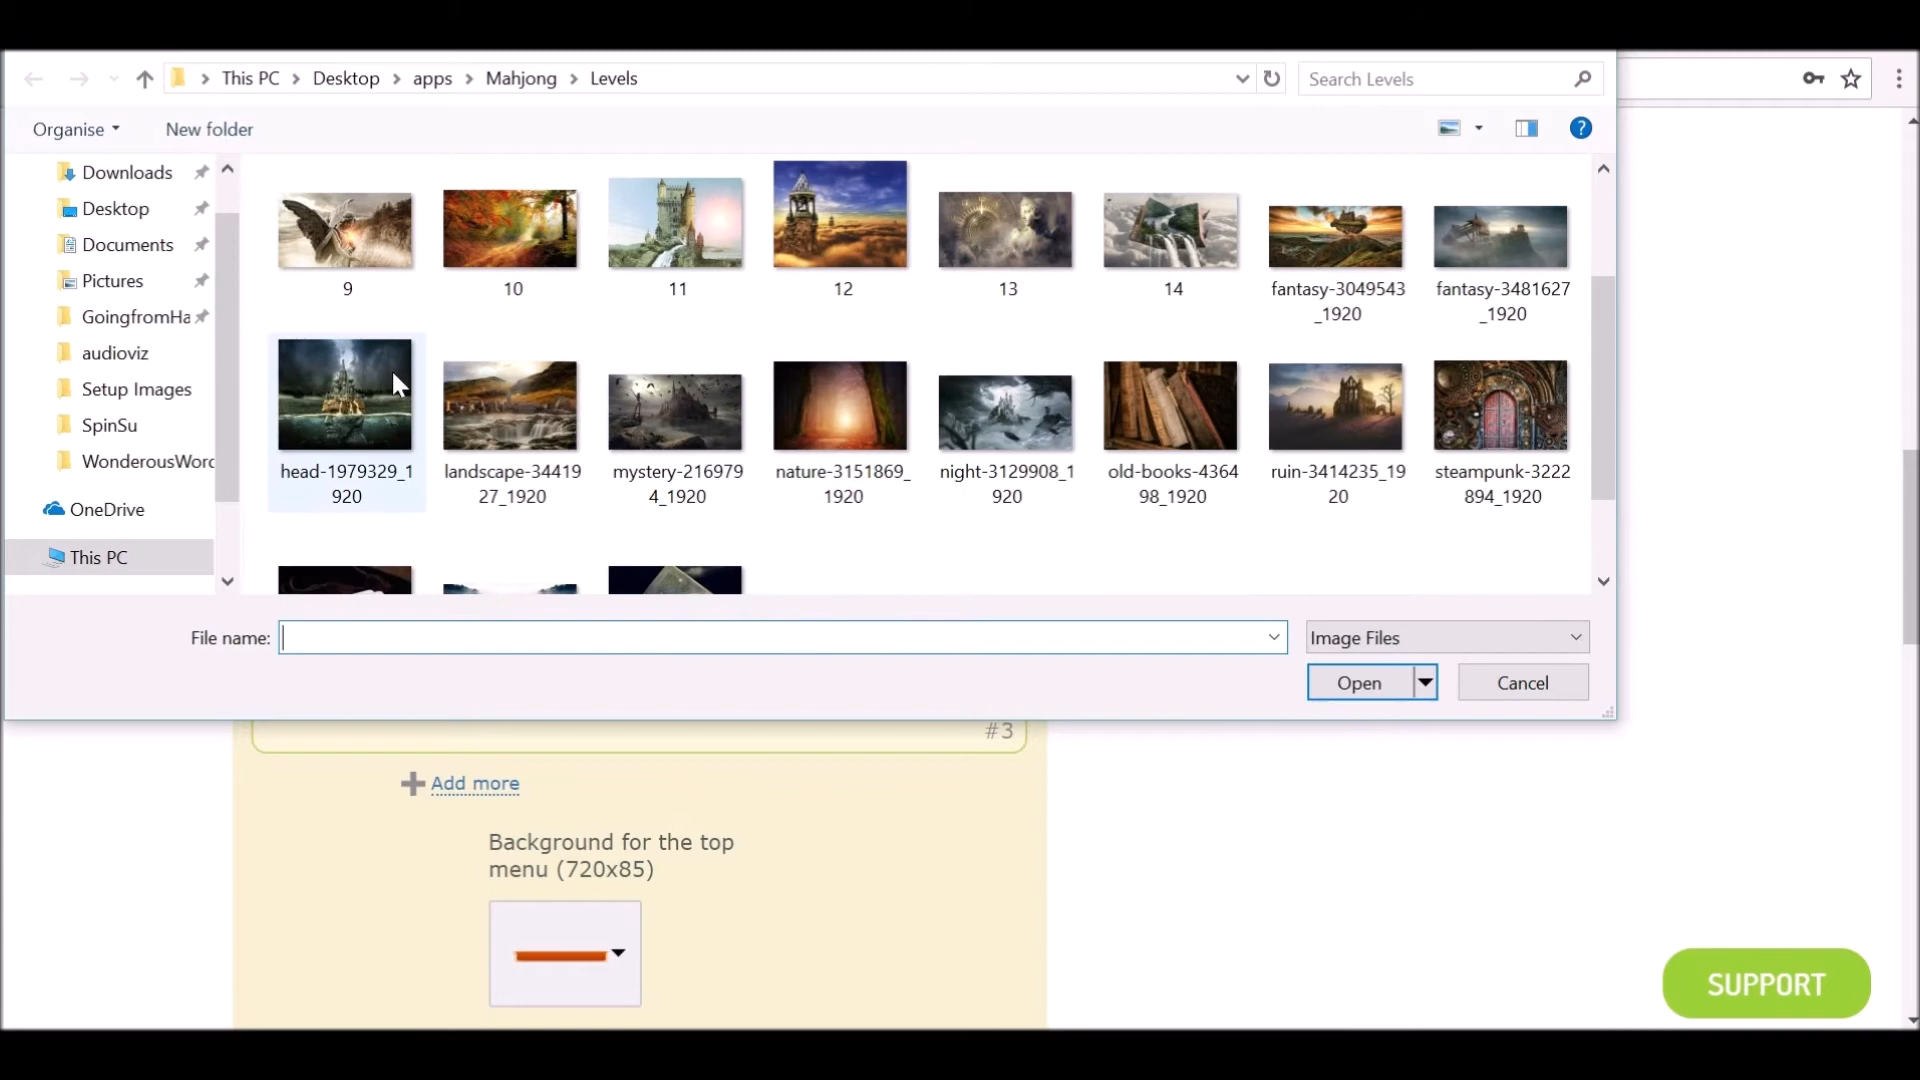 This PC
Desktop
apps
Mahjong
Levels
Search Levels
Organise
New folder
Downloads
Desktop
Documents
Pictures
GoingfromHa
audioviz
Setup Images
SpinSu
WonderousWord
OneDrive
This PC
9
10
11
12
13
14
fantasy-3049543
_1920
fantasy-3481627
_1920
head-1979329_1
920
landscape-34419
27_1920
mystery-216979
4_1920
nature-3151869_
1920
night-3129908_1
920
old-books-4364
98_1920
ruin-3414235_19
20
steampunk-3222
894_1920
File name:
Image Files
Open
Cancel
#3
Add more
Background for the top
menu (720x85)
SUPPORT